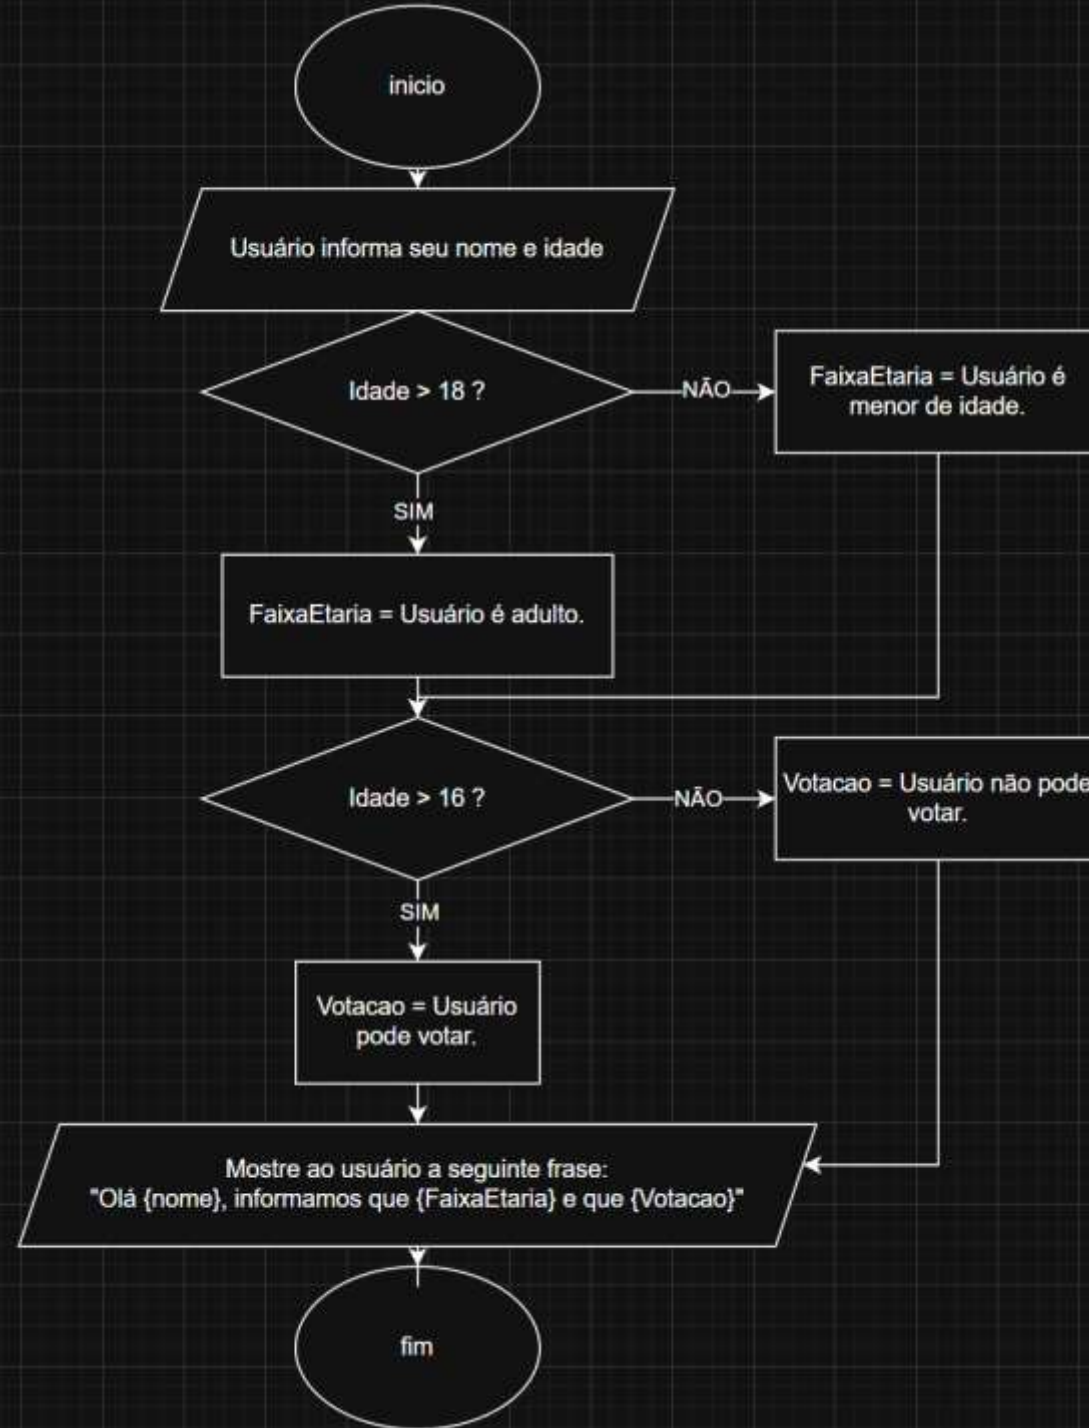 inicio
Usuário informa seu nome e idade
Idade > 18 ?
NÃO
FaixaEtaria = Usuário é
menor de idade.
SIM
FaixaEtaria = Usuário é adulto.
Idade > 16 ?
NÃO
Votacao = Usuário não pode
votar.
SIM
Votacao = Usuário
pode votar.
Mostre ao usuário a seguinte frase:
"Olá {nome}, informamos que {FaixaEtaria} e que {Votacao}"
fim